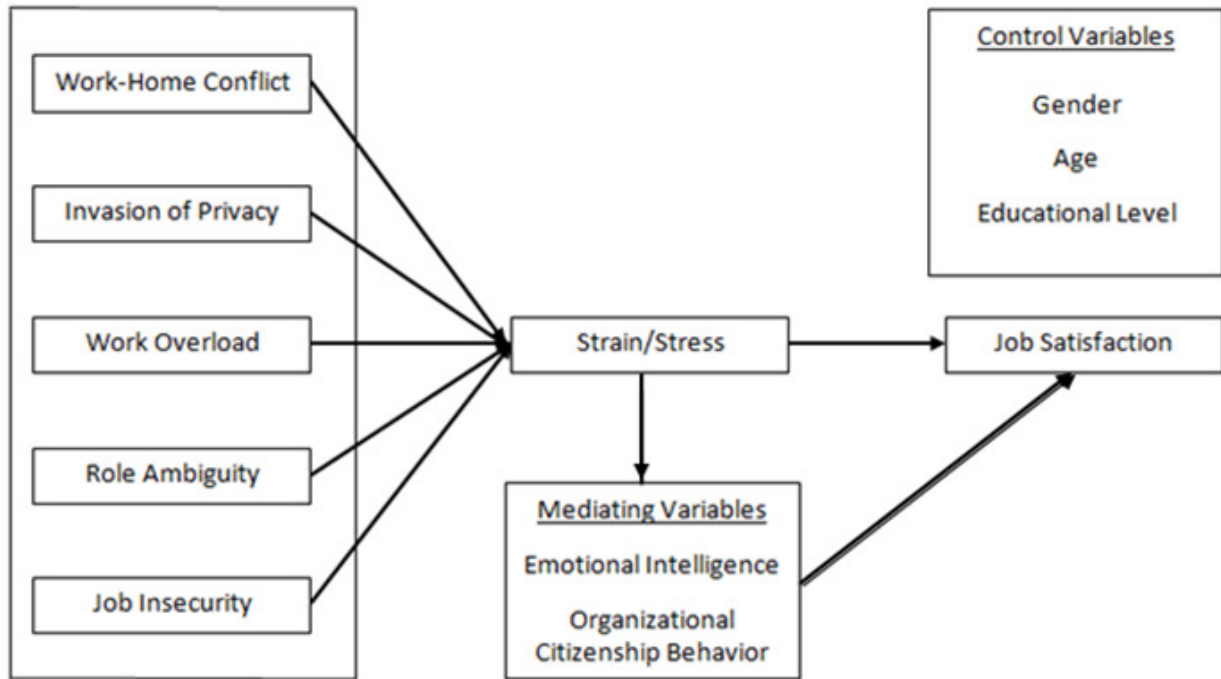 Work-Home Conflict
Invasion of Privacy
Work Overload
Role Ambiguity
Job Insecurity
Strain/Stress
Mediating Variables
Emotional Intelligence
Organizational
Citizenship Behavior
Control Variables
Gender
Age
Educational Level
Job Satisfaction